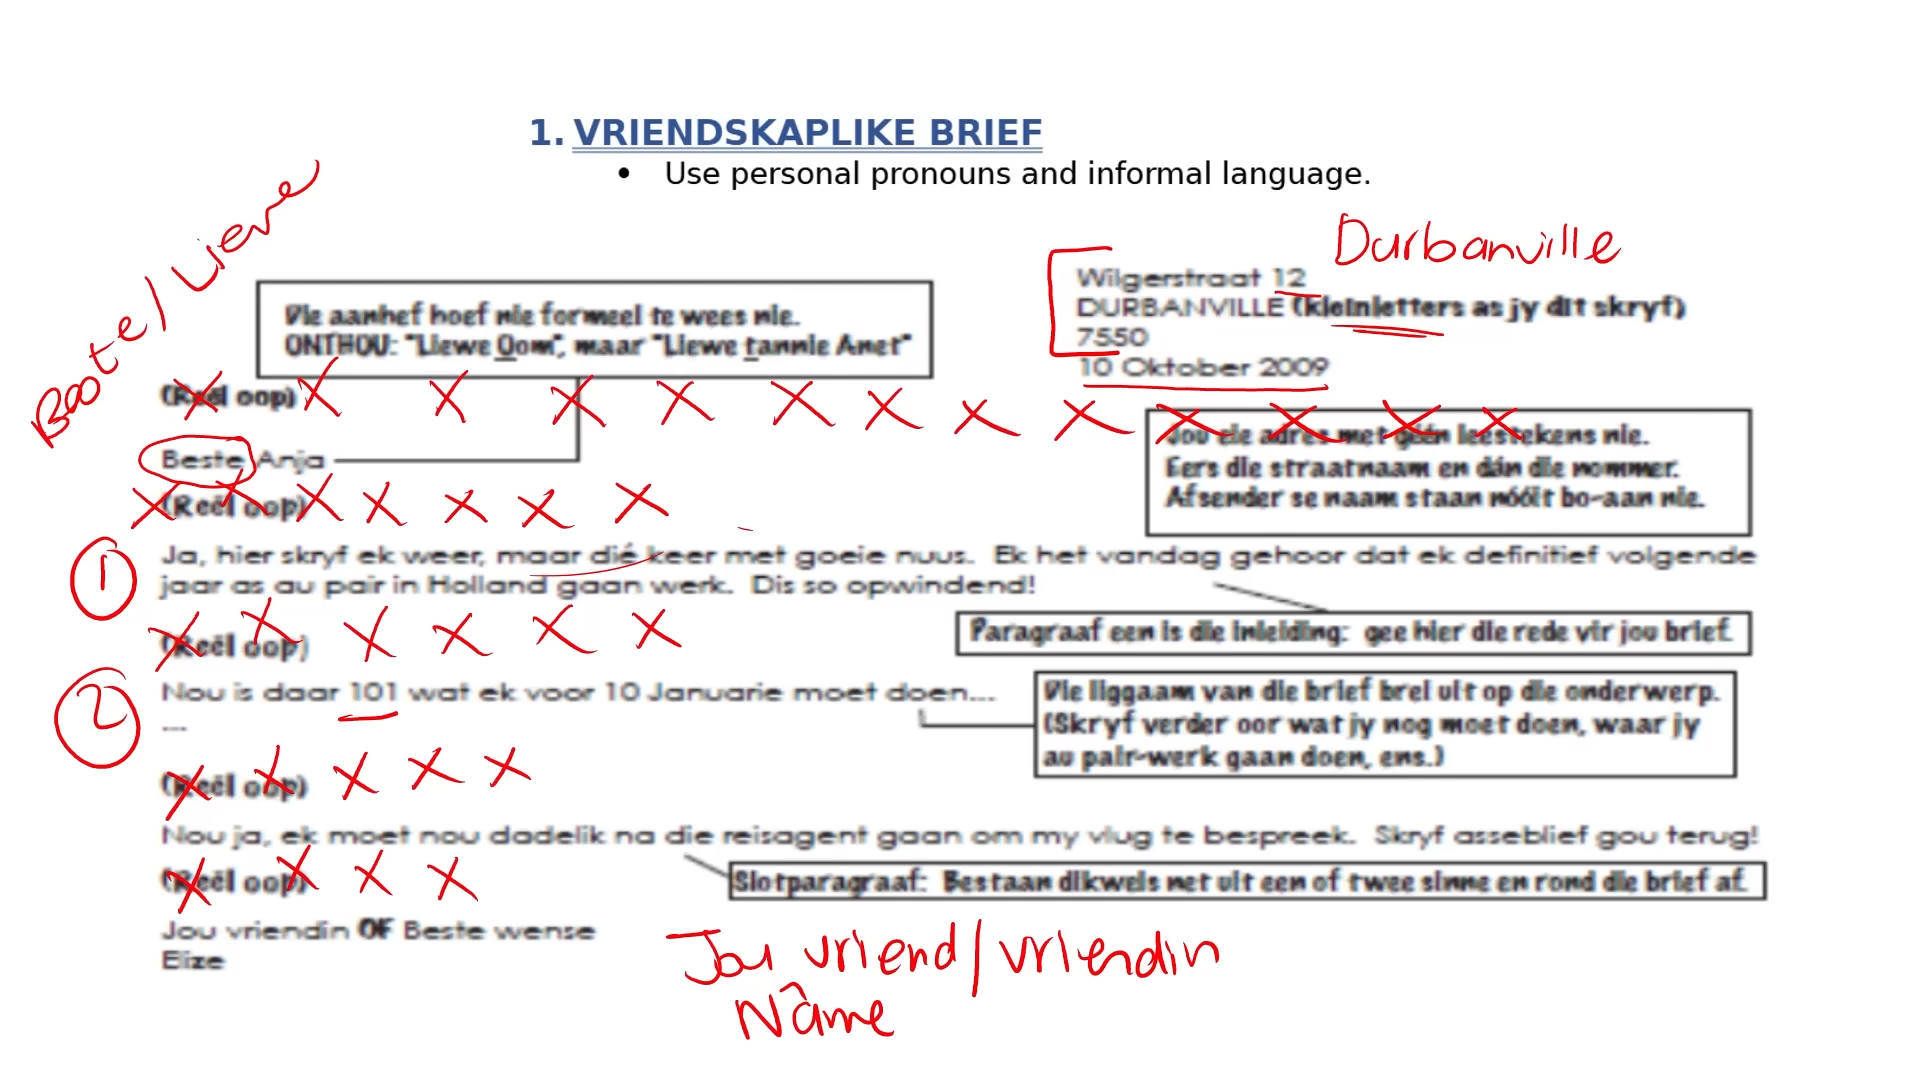 1. VRIENDSKAPLIKE BRIEF
• Use personal pronouns and informal language.
Beste / Liewe
Durbanville
Wilgerstraat 12
DURBANVILLE (kleinletters as jy dit skryf)
7550
10 Oktober 2009
Die aanhef hoef nie formeel te wees nie.
ONTHOU: "Liewe Oom", maar "Liewe tannie Anet"
(Reël oop)
Jou eie adres met géén leestekens nie.
Eers die straatnaam en dán die nommer.
Afsender se naam staan nóóit bo-aan nie.
Beste Anja
(Reël oop)
1
Ja, hier skryf ek weer, maar dié keer met goeie nuus. Ek het vandag gehoor dat ek definitief volgende
jaar as au pair in Holland gaan werk. Dis so opwindend!
Paragraaf een is die inleiding: gee hier die rede vir jou brief.
(Reël oop)
2
Nou is daar 101 wat ek voor 10 Januarie moet doen...
...
Die liggaam van die brief brei uit op die onderwerp.
(Skryf verder oor wat jy nog moet doen, waar jy
au pair-werk gaan doen, ens.)
(Reël oop)
Nou ja, ek moet nou dadelik na die reisagent gaan om my vlug te bespreek. Skryf asseblief gou terug!
(Reël oop)
Slotparagraaf: Bestaan dikwels net uit een of twee sinne en rond die brief af.
Jou vriendin OF Beste wense
Elize
Jou vriend/vriendin
Name